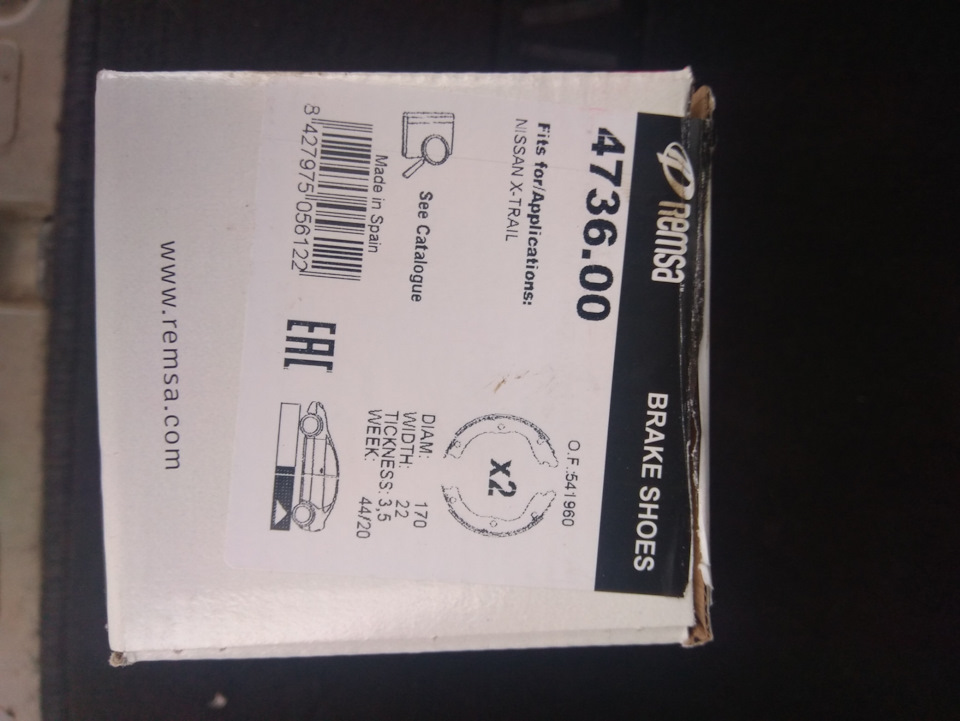 Remsa™
BRAKE SHOES
4736.00
O.F.:541960
Fits for/Applications:
NISSAN X-TRAIL
x2
See Catalogue
DIAM: 170
WIDTH: 22
TICKNESS: 3,5
WEEK: 44/20
Made in Spain
8 427975 056122
EAC
www.remsa.com